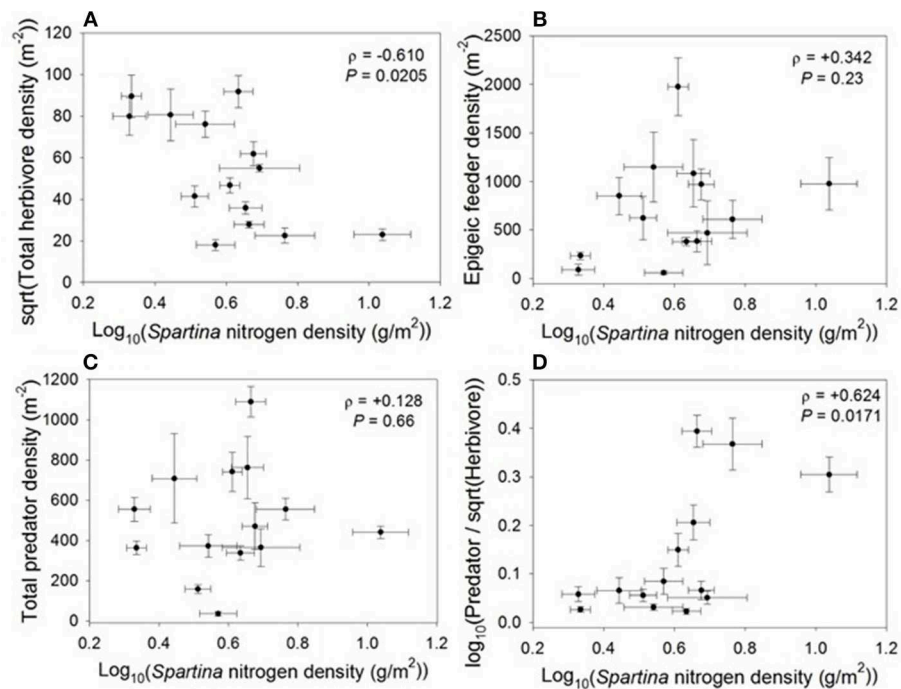 A
sqrt(Total herbivore density (m-2))
120
100
80
60
40
20
0
ρ = -0.610
P = 0.0205
0.2 0.4 0.6 0.8 1.0 1.2
Log10(Spartina nitrogen density (g/m2))
B
Epigeic feeder density (m-2)
2500
2000
1500
1000
500
0
ρ = +0.342
P = 0.23
0.2 0.4 0.6 0.8 1.0 1.2
Log10(Spartina nitrogen density (g/m2))
C
Total predator density (m-2)
1200
1000
800
600
400
200
0
ρ = +0.128
P = 0.66
0.2 0.4 0.6 0.8 1.0 1.2
Log10(Spartina nitrogen density (g/m2))
D
log10(Predator / sqrt(Herbivore))
0.5
0.4
0.3
0.2
0.1
0.0
ρ = +0.624
P = 0.0171
0.2 0.4 0.6 0.8 1.0 1.2
Log10(Spartina nitrogen density (g/m2))